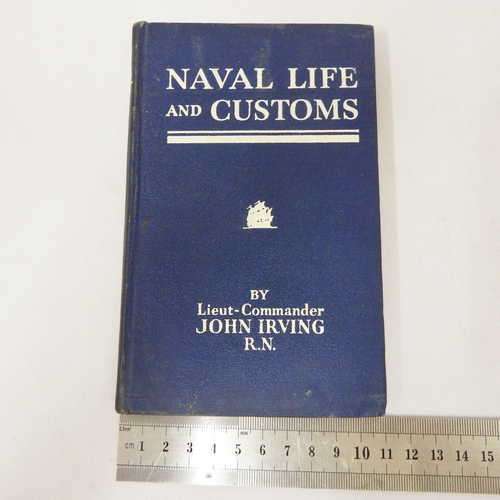 NAVAL LIFE
AND CUSTOMS
BY
Lieut-Commander
JOHN IRVING
R.N.
cm 1 2 3 4 5 6 7 8 9 10 11 12 13 14 15